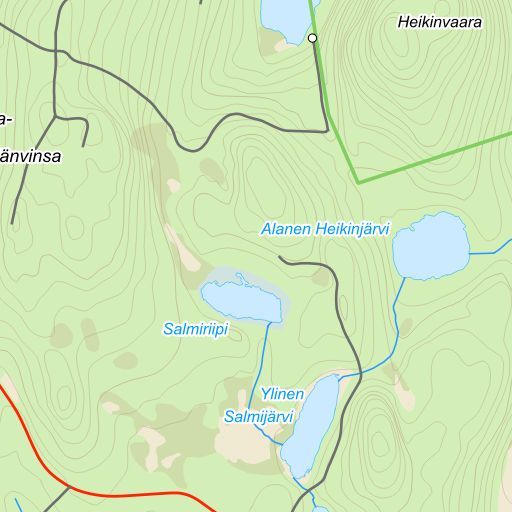 Heikinvaara
a-
änvinsa
Alanen Heikinjärvi
Salmiriipi
Ylinen
Salmijärvi